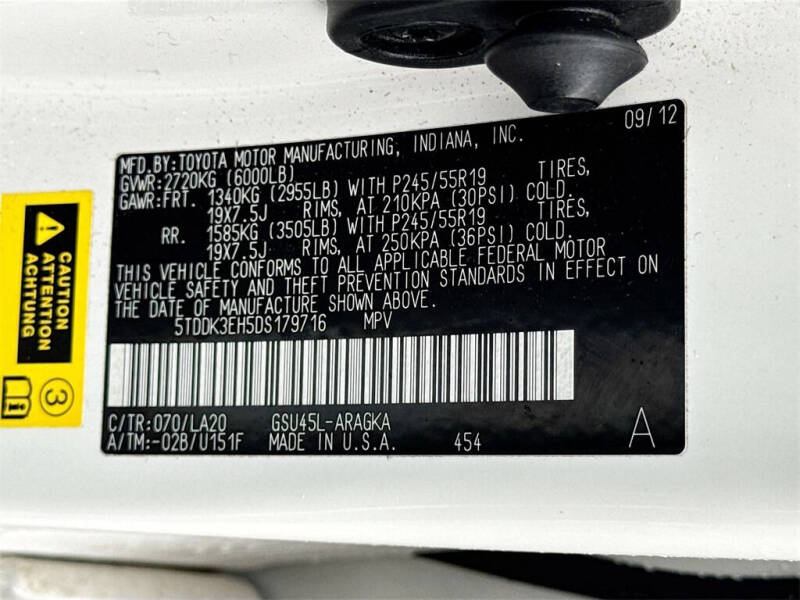 MFD.BY:TOYOTA MOTOR MANUFACTURING, INDIANA, INC. 09/12
GVWR:2720KG (6000LB)
GAWR:FRT. 1340KG (2955LB) WITH P245/55R19 TIRES,
19X7.5J RIMS, AT 210KPA (30PSI) COLD.
RR. 1585KG (3505LB) WITH P245/55R19 TIRES,
19X7.5J RIMS, AT 250KPA (36PSI) COLD.
THIS VEHICLE CONFORMS TO ALL APPLICABLE FEDERAL MOTOR
VEHICLE SAFETY AND THEFT PREVENTION STANDARDS IN EFFECT ON
THE DATE OF MANUFACTURE SHOWN ABOVE.
5TDDK3EH5DS179716 MPV
C/TR:070/LA20 GSU45L-ARAGKA
A/TM:-02B/U151F MADE IN U.S.A. 454 A
CAUTION
ATTENTION
ACHTUNG
3